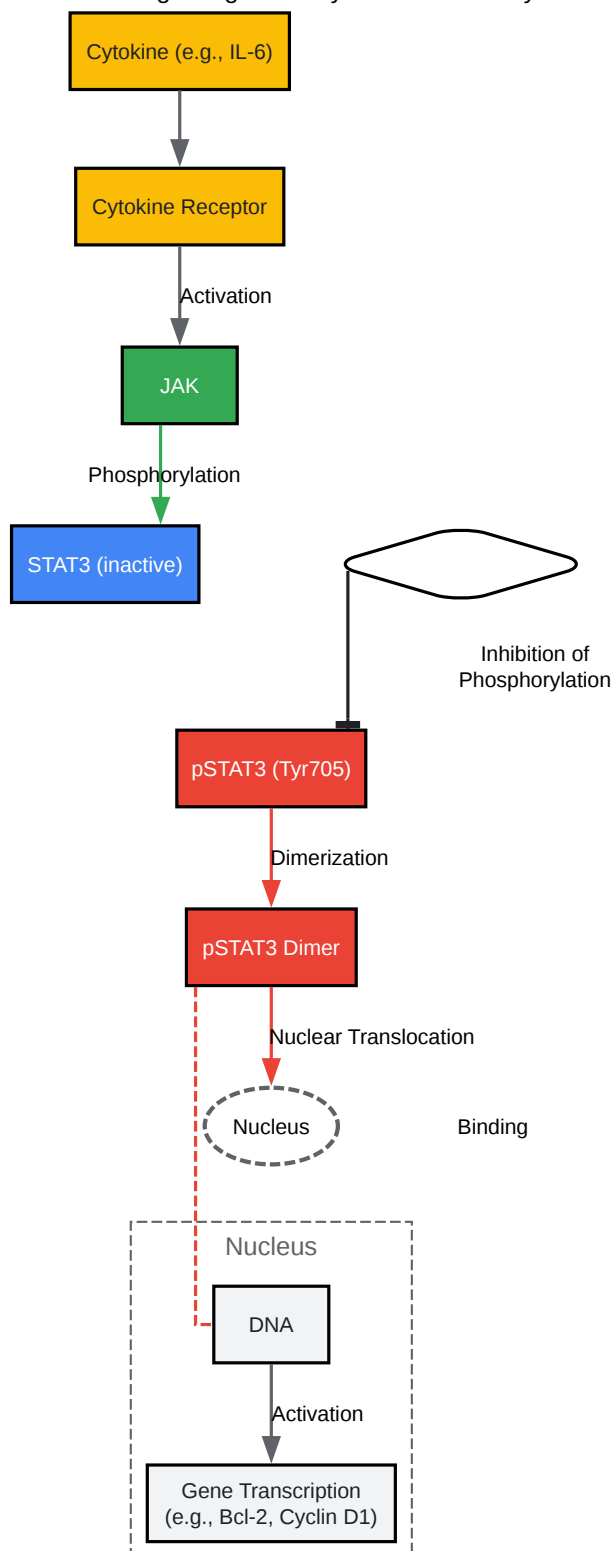 Cytokine (e.g., IL-6)
Cytokine Receptor
Activation
JAK
Phosphorylation
STAT3 (inactive)
Inhibition of
Phosphorylation
pSTAT3 (Tyr705)
Dimerization
pSTAT3 Dimer
Nuclear Translocation
Nucleus
Binding
Nucleus
DNA
Activation
Gene Transcription
(e.g., Bcl-2, Cyclin D1)